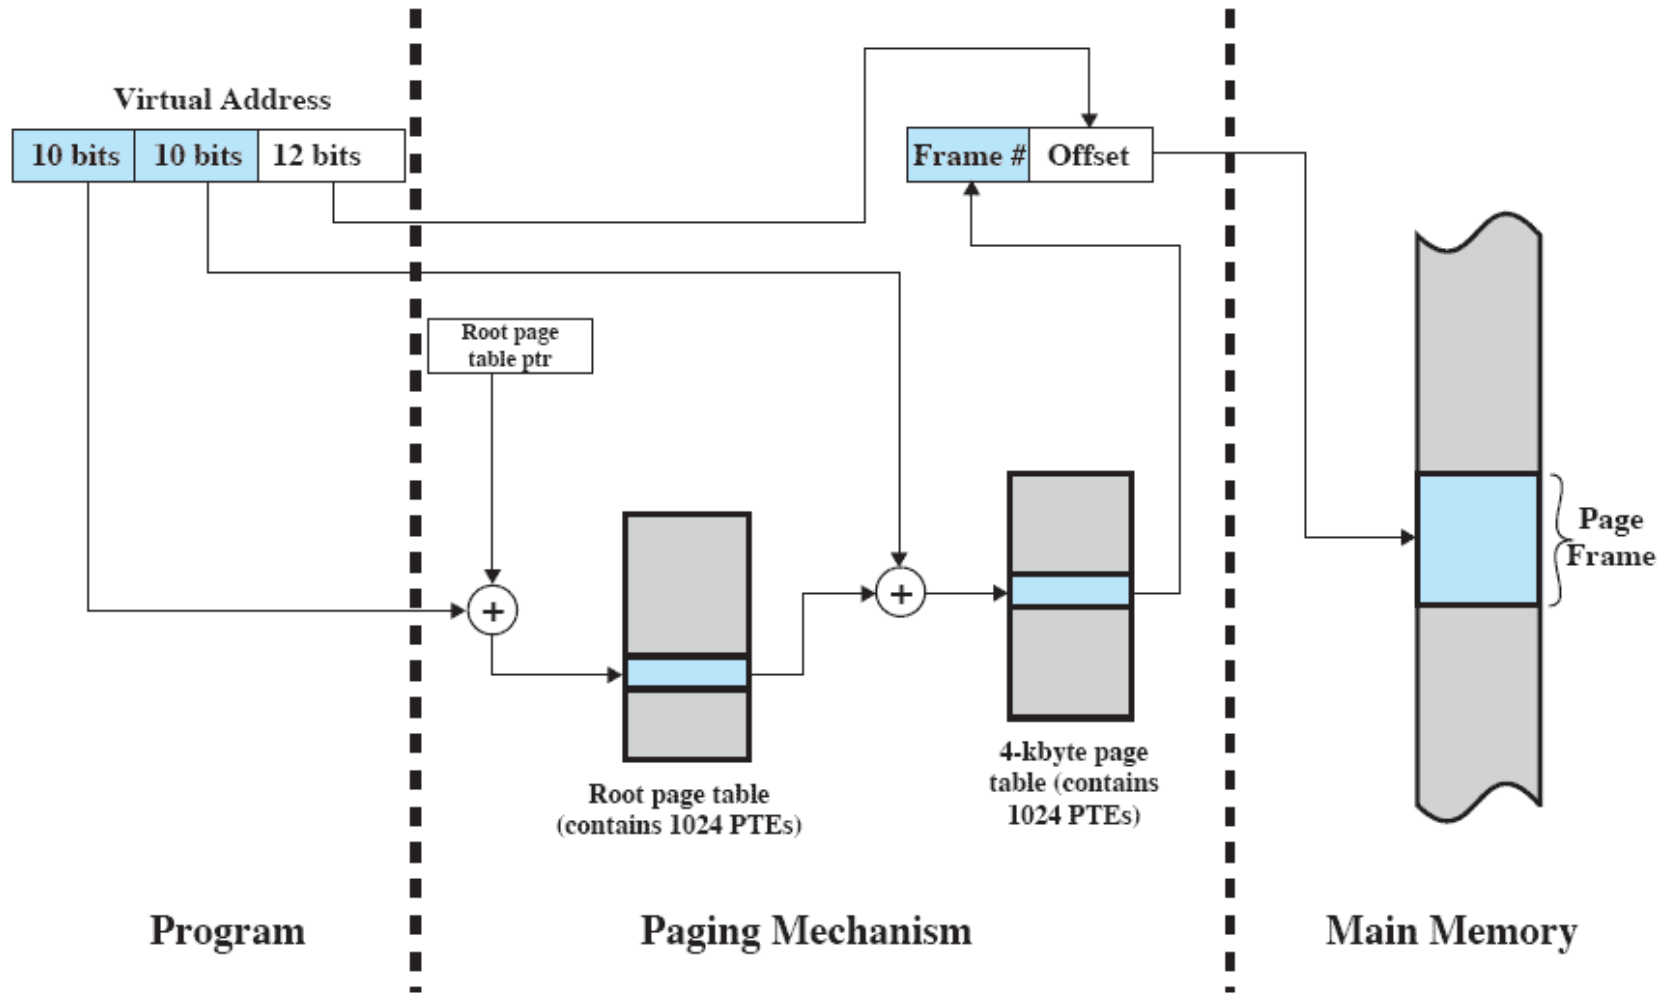 Virtual Address
10 bits 10 bits 12 bits
Frame # Offset
Root page
table ptr
+
+
Page
Frame
4-kbyte page
table (contains
1024 PTEs)
Root page table
(contains 1024 PTEs)
Program
Paging Mechanism
Main Memory